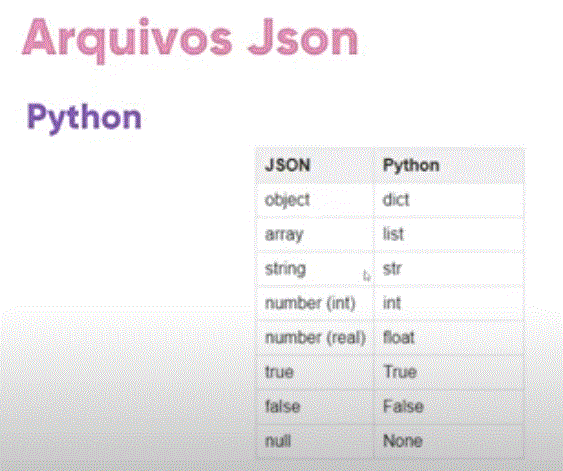 Arquivos Json
Python
JSON Python
object dict
array list
string str
number (int) int
number (real) float
true True
false False
null None